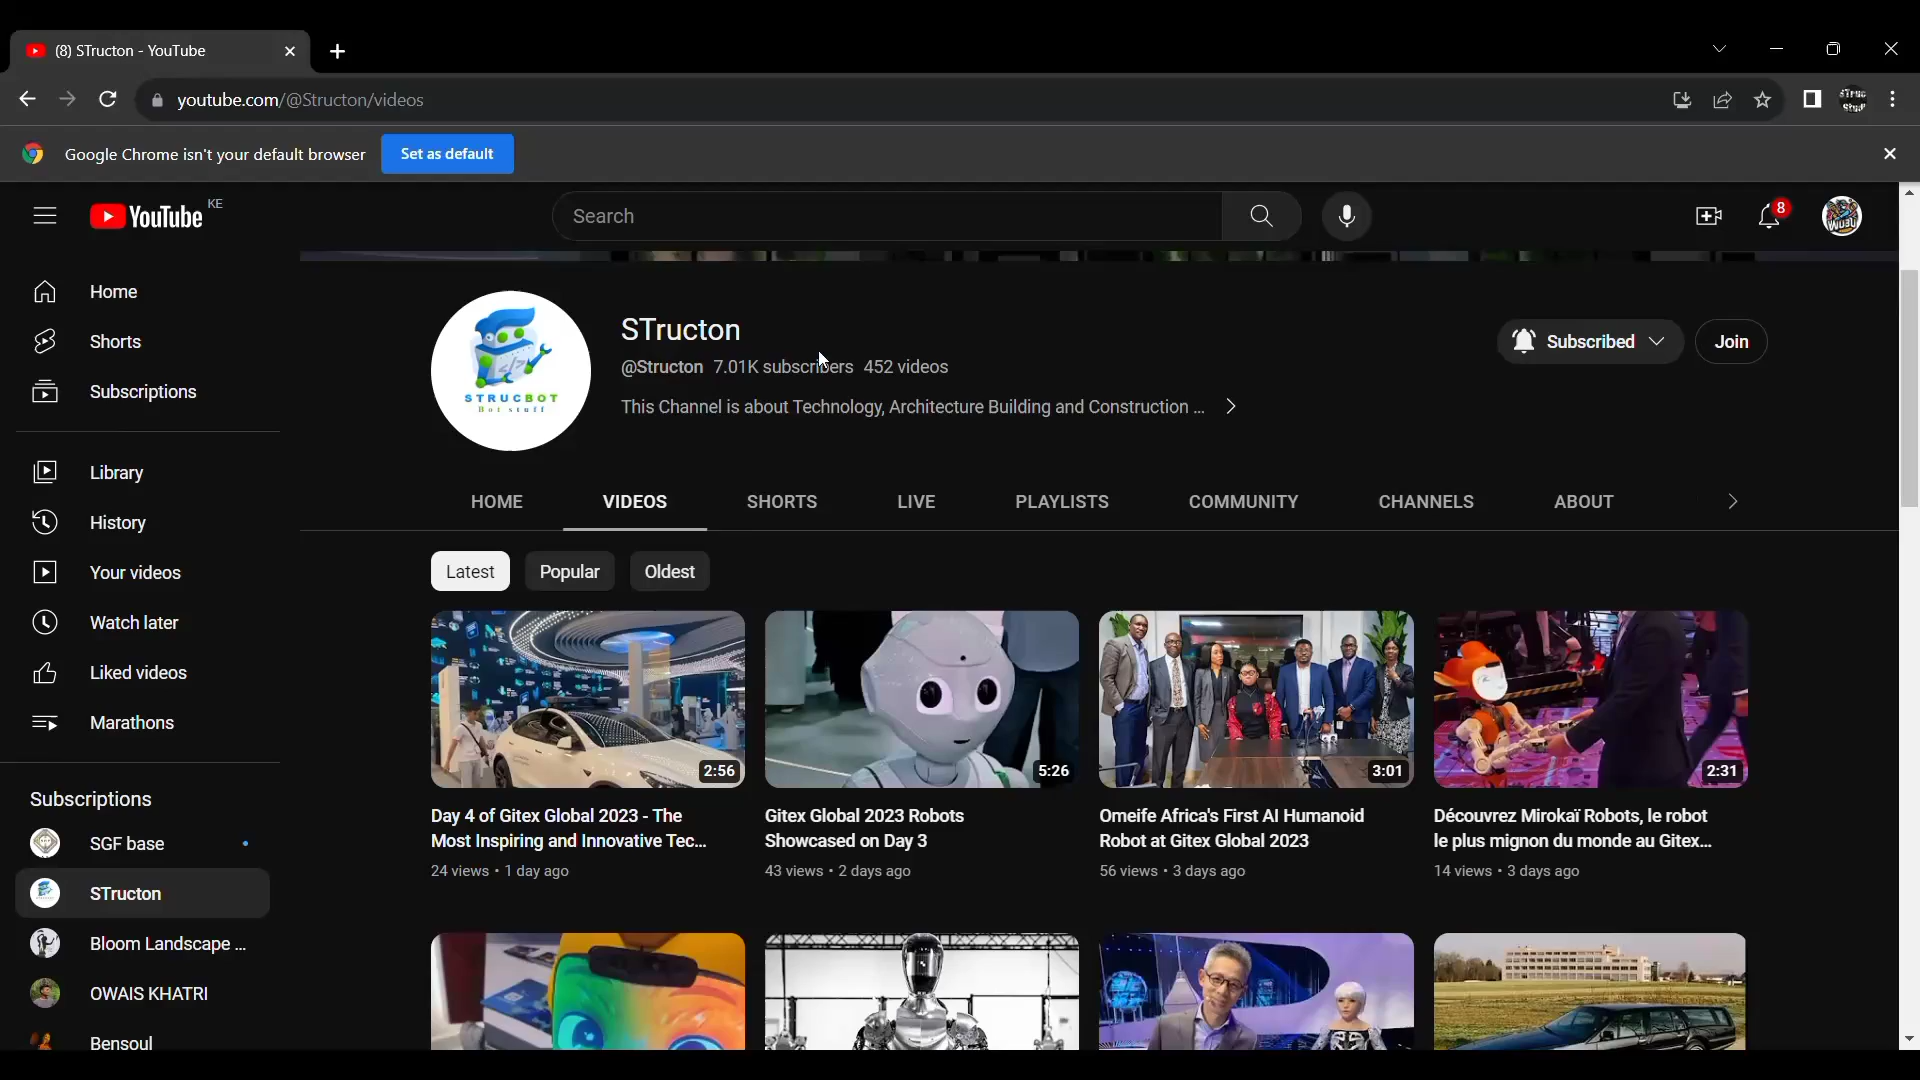 (8) STructon - YouTube
youtube.com/@Structon/videos
Google Chrome isn't your default browser
Set as default
YouTube KE
Search
8
Home
Shorts
Subscriptions
Library
History
Your videos
Watch later
Liked videos
Marathons
Subscriptions
SGF base
STructon
Bloom Landscape ...
OWAIS KHATRI
Bensoul
STRUCBOT
Bot stuff
STructon
@Structon 7.01K subscribers 452 videos
This Channel is about Technology, Architecture Building and Construction ...
Subscribed
Join
HOME VIDEOS SHORTS LIVE PLAYLISTS COMMUNITY CHANNELS ABOUT
Latest Popular Oldest
2:56
Day 4 of Gitex Global 2023 - The
Most Inspiring and Innovative Tec...
24 views • 1 day ago
5:26
Gitex Global 2023 Robots
Showcased on Day 3
43 views • 2 days ago
3:01
Omeife Africa's First AI Humanoid
Robot at Gitex Global 2023
56 views • 3 days ago
2:31
Découvrez Mirokaï Robots, le robot
le plus mignon du monde au Gitex...
14 views • 3 days ago